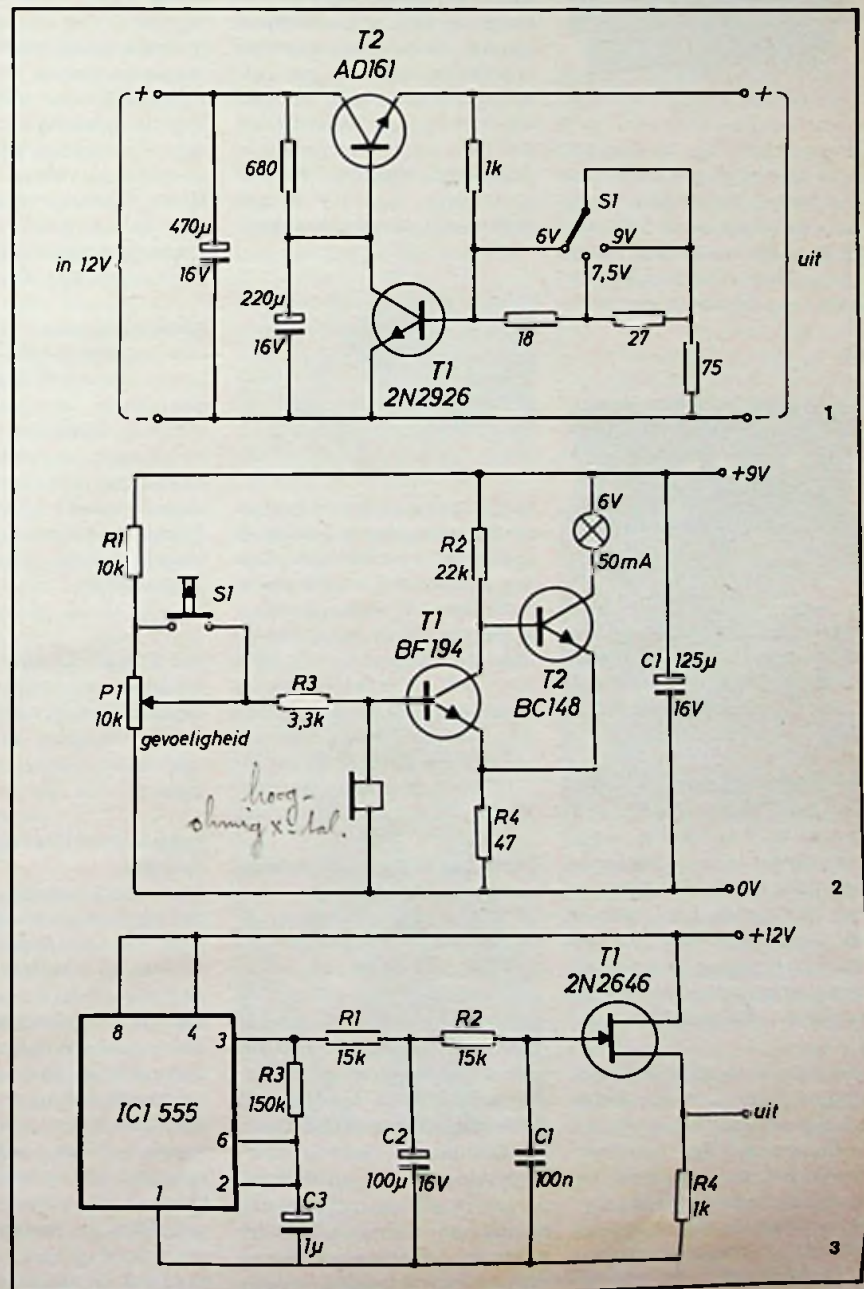 T2
AD161
+
+
680
1k
S1
470µ
16V
6V
9V
7,5V
in 12V
uit
220µ
16V
18
27
75
T1
2N2926
-
-
1
+9V
6V
50mA
R1
10k
R2
22k
S1
T1
BF194
T2
BC148
C1 125µ
16V
P1
10k
R3
3,3k
gevoeligheid
hoog-
ohmig x-tal.
R4
47
0V
2
+12V
T1
2N2646
8
4
3
R1
15k
R2
15k
R3
150k
IC1 555
uit
6
C2
100µ
16V
C1
100n
2
1
C3
1µ
R4
1k
3